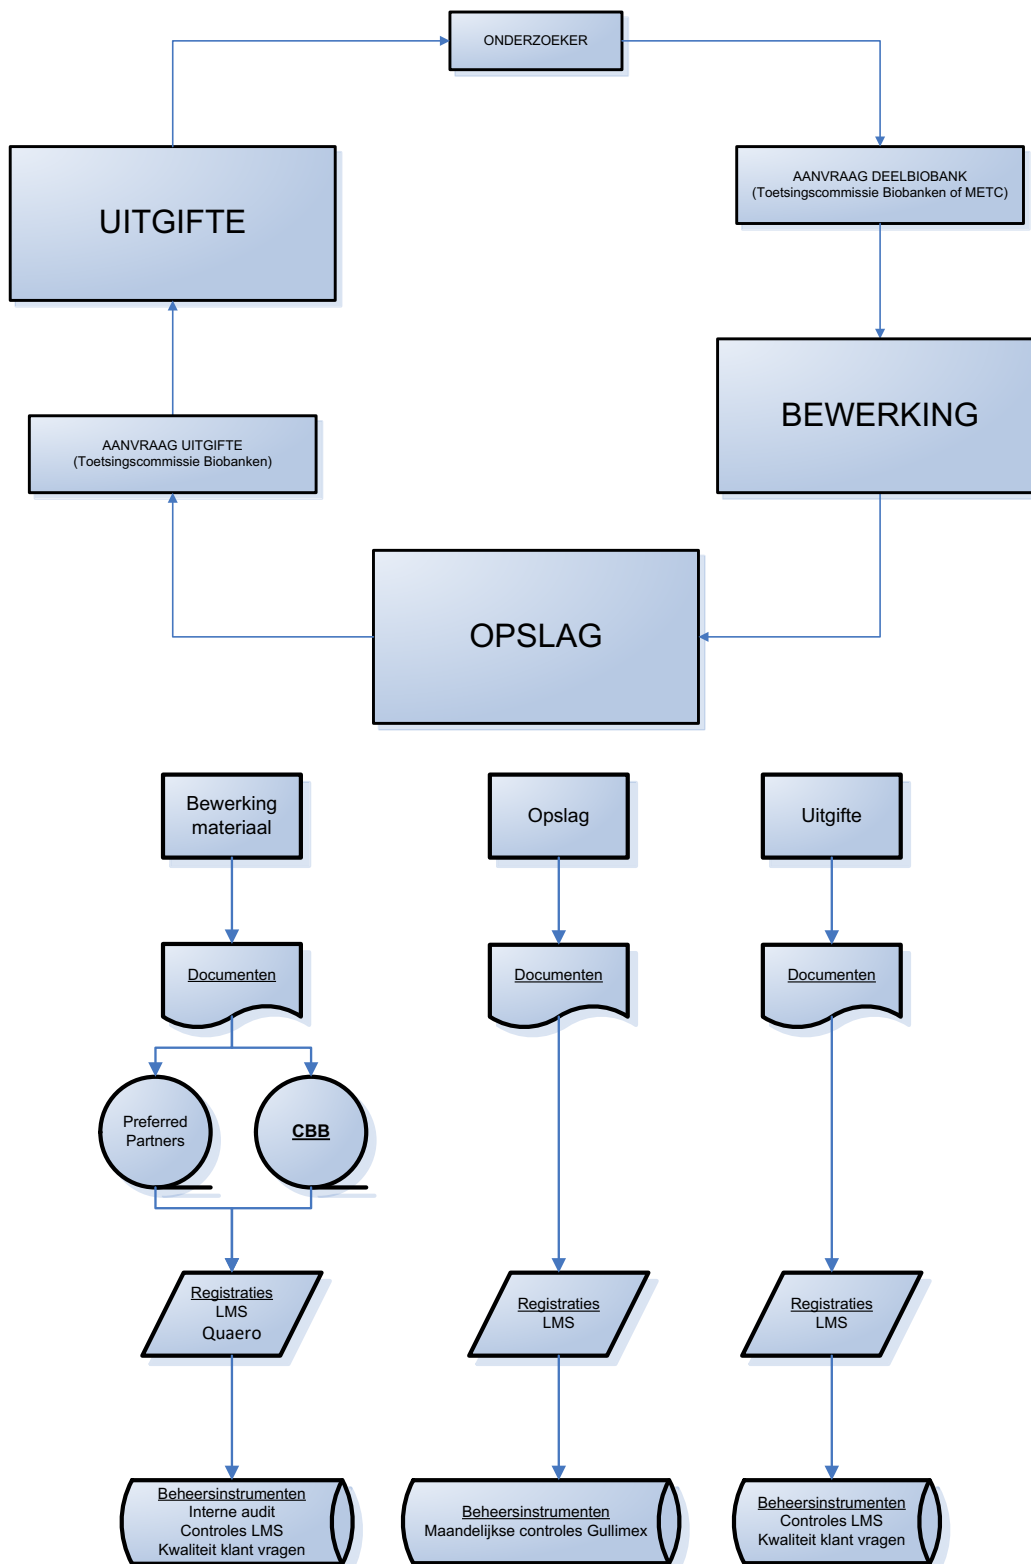 ONDERZOEKER
UITGIFTE
AANVRAAG DEELBIOBANK
(Toetsingscommissie Biobanken of METC)
BEWERKING
AANVRAAG UITGIFTE
(Toetsingscommissie Biobanken)
OPSLAG
Bewerking
materiaal
Opslag
Uitgifte
Documenten
Documenten
Documenten
Preferred
Partners
CBB
Registraties
LMS
Quaero
Registraties
LMS
Registraties
LMS
Beheersinstrumenten
Interne audit
Controles LMS
Kwaliteit klant vragen
Beheersinstrumenten
Maandelijkse controles Gullimex
Beheersinstrumenten
Controles LMS
Kwaliteit klant vragen